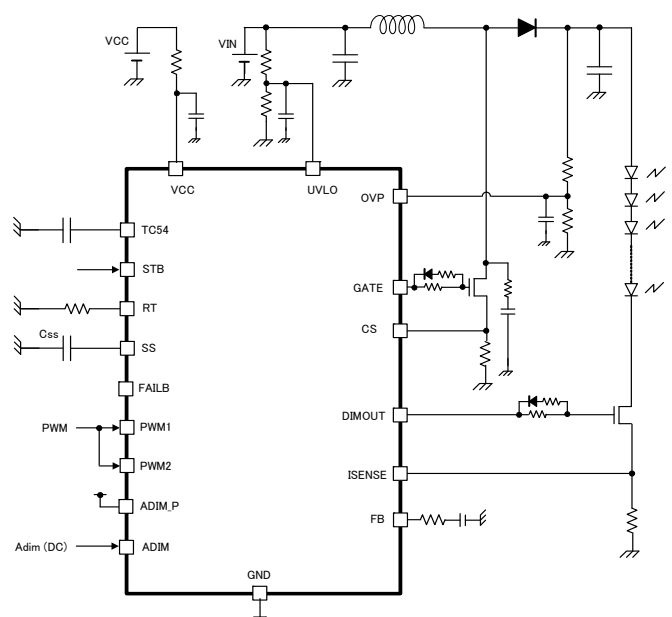 VCC
VIN
VCC
UVLO
OVP
TC54
STB
GATE
RT
CS
Css
SS
FAILB
DIMOUT
PWM
PWM1
PWM2
ISENSE
ADIM_P
FB
Adim (DC)
ADIM
GND